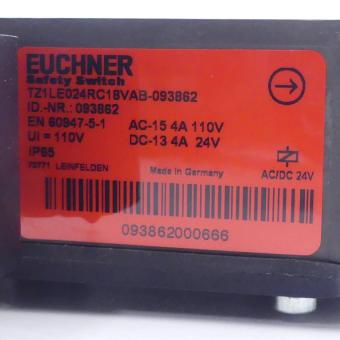 EUCHNER
Safety Switch
TZ1LE024RC18VAB-093862
ID.-NR.: 093862
EN 60947-5-1 AC-15 4A 110V
Ui = 110V DC-13 4A 24V
IP65
70771 LEINFELDEN Made in Germany AC/DC 24V
093862000666